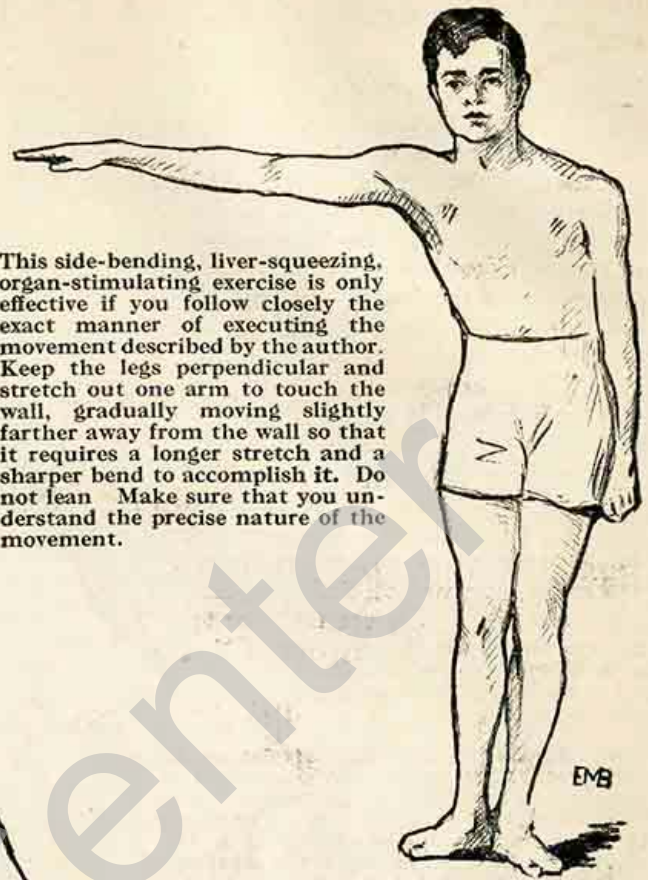 This side-bending, liver-squeezing,
organ-stimulating exercise is only
effective if you follow closely the
exact manner of executing the
movement described by the author.
Keep the legs perpendicular and
stretch out one arm to touch the
wall, gradually moving slightly
farther away from the wall so that
it requires a longer stretch and a
sharper bend to accomplish it. Do
not lean Make sure that you un-
derstand the precise nature of the
movement.
enter
EMB